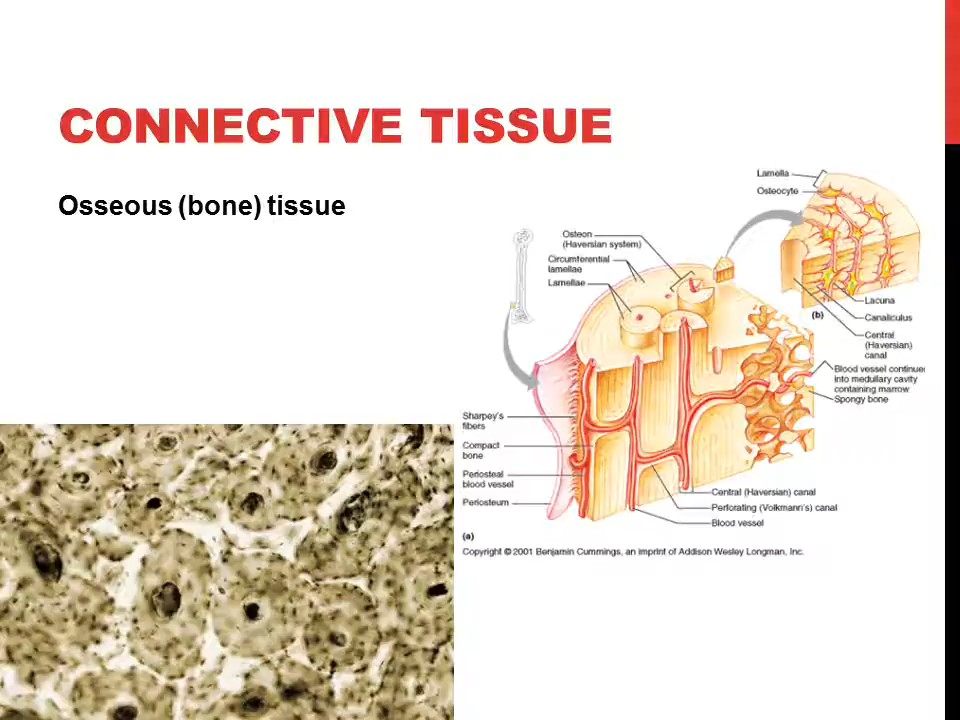 CONNECTIVE TISSUE
Osseous (bone) tissue
Lamella
Osteocyte
Osteon
(Haversian system)
Circumferential
lamellae
Lamellae
Lacuna
(b)
Canaliculus
Central
(Haversian)
canal
Blood vessel continues
into medullary cavity
containing marrow
Spongy bone
Sharpey's
fibers
Compact
bone
Periosteal
blood vessel
Periosteum
Central (Haversian) canal
Perforating (Volkmann's) canal
Blood vessel
(a)
Copyright © 2001 Benjamin Cummings, an imprint of Addison Wesley Longman, Inc.